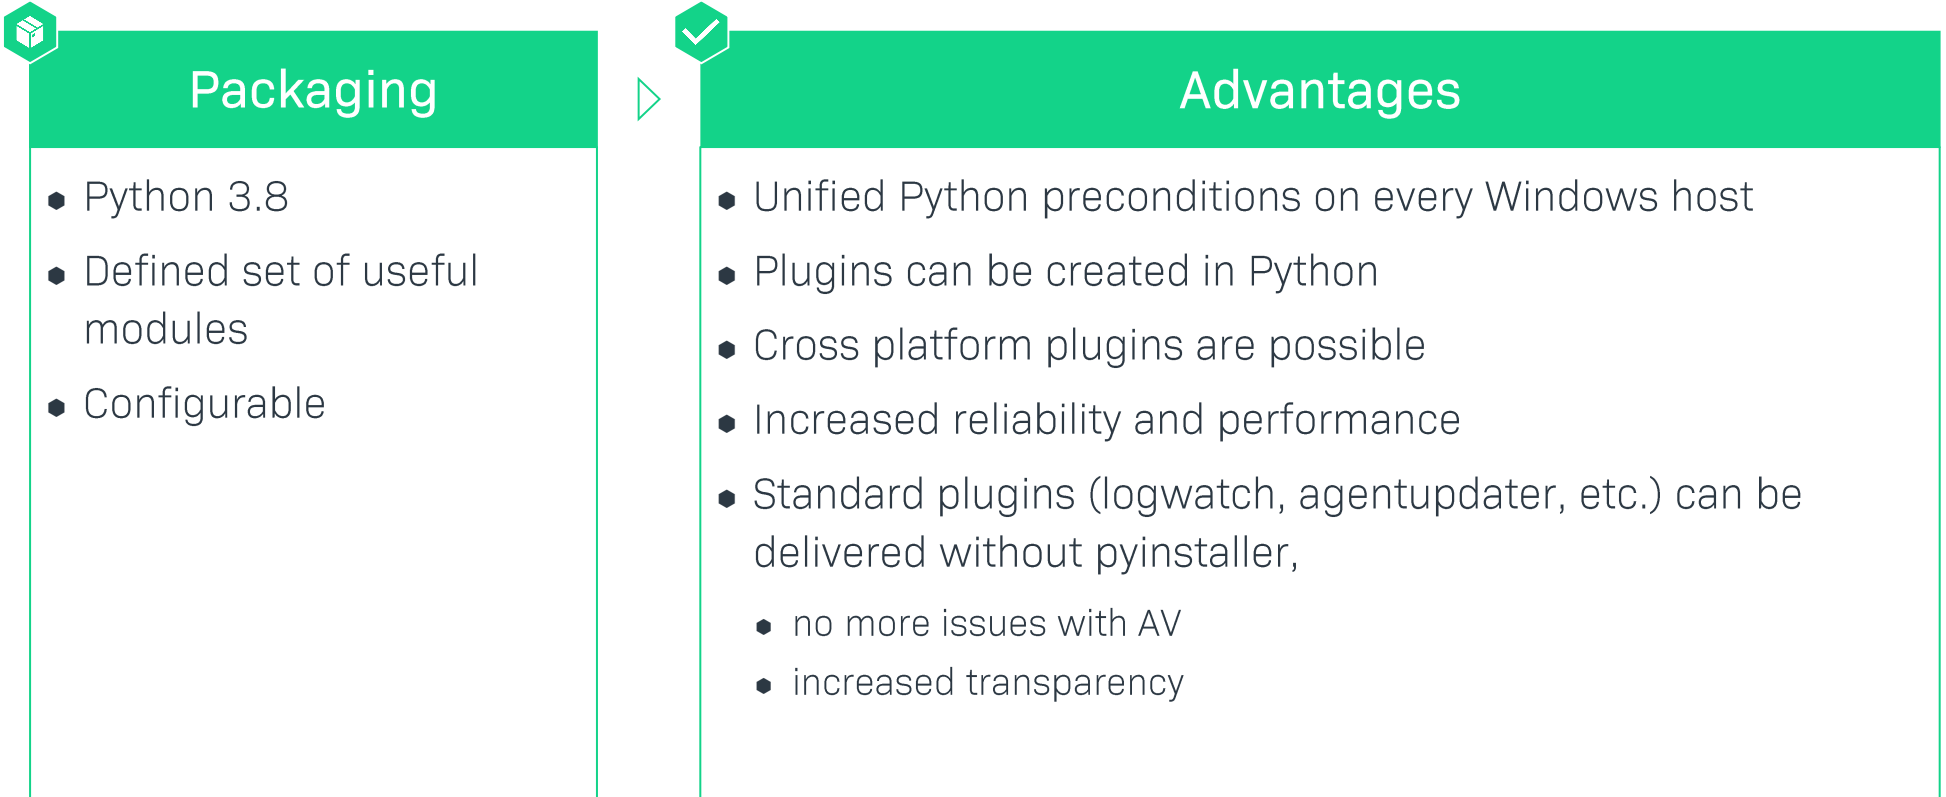 Packaging
Python 3.8
Defined set of useful
modules
Configurable
Advantages
Unified Python preconditions on every Windows host
Plugins can be created in Python
Cross platform plugins are possible
Increased reliability and performance
Standard plugins (logwatch, agentupdater, etc.) can be
delivered without pyinstaller,
no more issues with AV
increased transparency